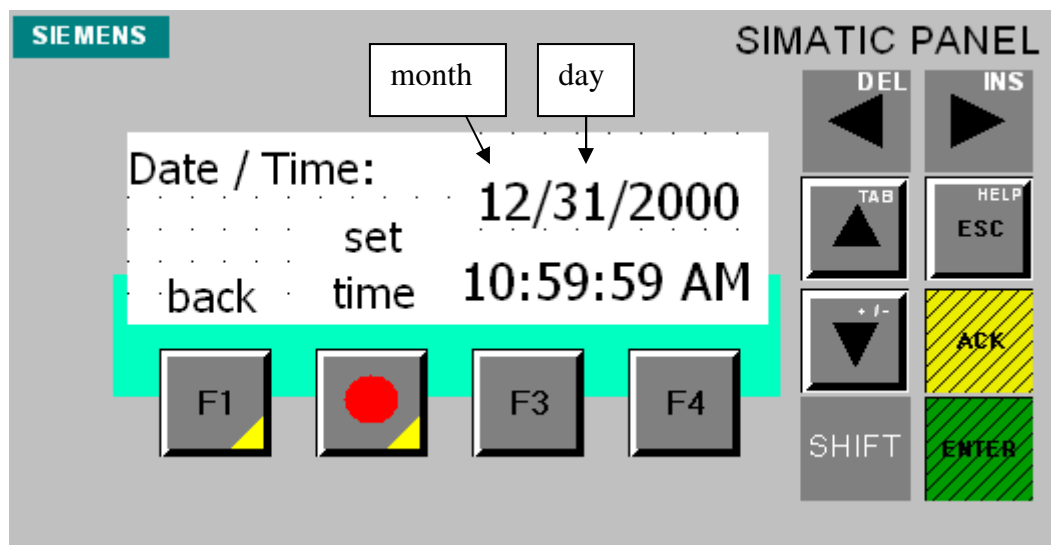 SIEMENS
SIMATIC PANEL
month
day
DEL
INS
Date / Time:
12/31/2000
TAB
HELP
ESC
set
time
10:59:59 AM
back
+ / -
ACK
F1
F3
F4
SHIFT
ENTER